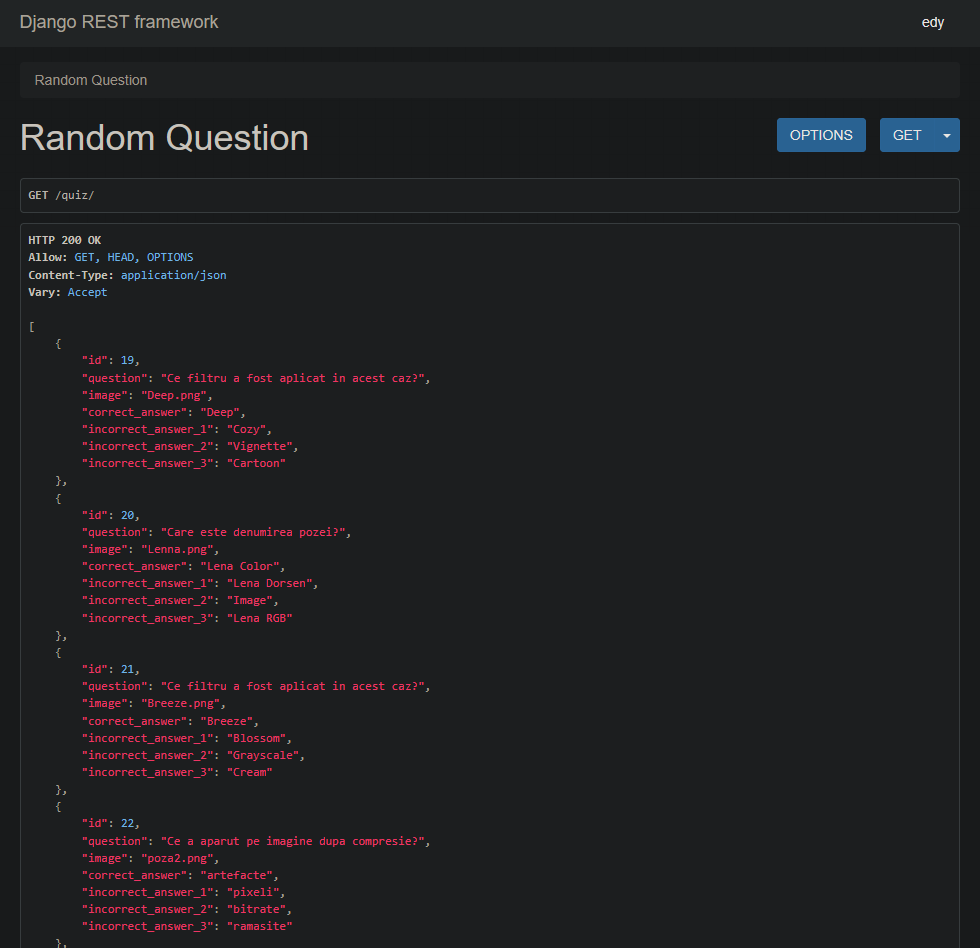 Django REST framework
edy
Random Question
Random Question
OPTIONS
GET
GET /quiz/
HTTP 200 OK
Allow: GET, HEAD, OPTIONS
Content-Type: application/json
Vary: Accept
[
    {
        "id": 19,
        "question": "Ce filtru a fost aplicat in acest caz?",
        "image": "Deep.png",
        "correct_answer": "Deep",
        "incorrect_answer_1": "Cozy",
        "incorrect_answer_2": "Vignette",
        "incorrect_answer_3": "Cartoon"
    },
    {
        "id": 20,
        "question": "Care este denumirea pozei?",
        "image": "Lenna.png",
        "correct_answer": "Lena Color",
        "incorrect_answer_1": "Lena Dorsen",
        "incorrect_answer_2": "Image",
        "incorrect_answer_3": "Lena RGB"
    },
    {
        "id": 21,
        "question": "Ce filtru a fost aplicat in acest caz?",
        "image": "Breeze.png",
        "correct_answer": "Breeze",
        "incorrect_answer_1": "Blossom",
        "incorrect_answer_2": "Grayscale",
        "incorrect_answer_3": "Cream"
    },
    {
        "id": 22,
        "question": "Ce a aparut pe imagine dupa compresie?",
        "image": "poza2.png",
        "correct_answer": "artefacte",
        "incorrect_answer_1": "pixeli",
        "incorrect_answer_2": "bitrate",
        "incorrect_answer_3": "ramasite"
    },